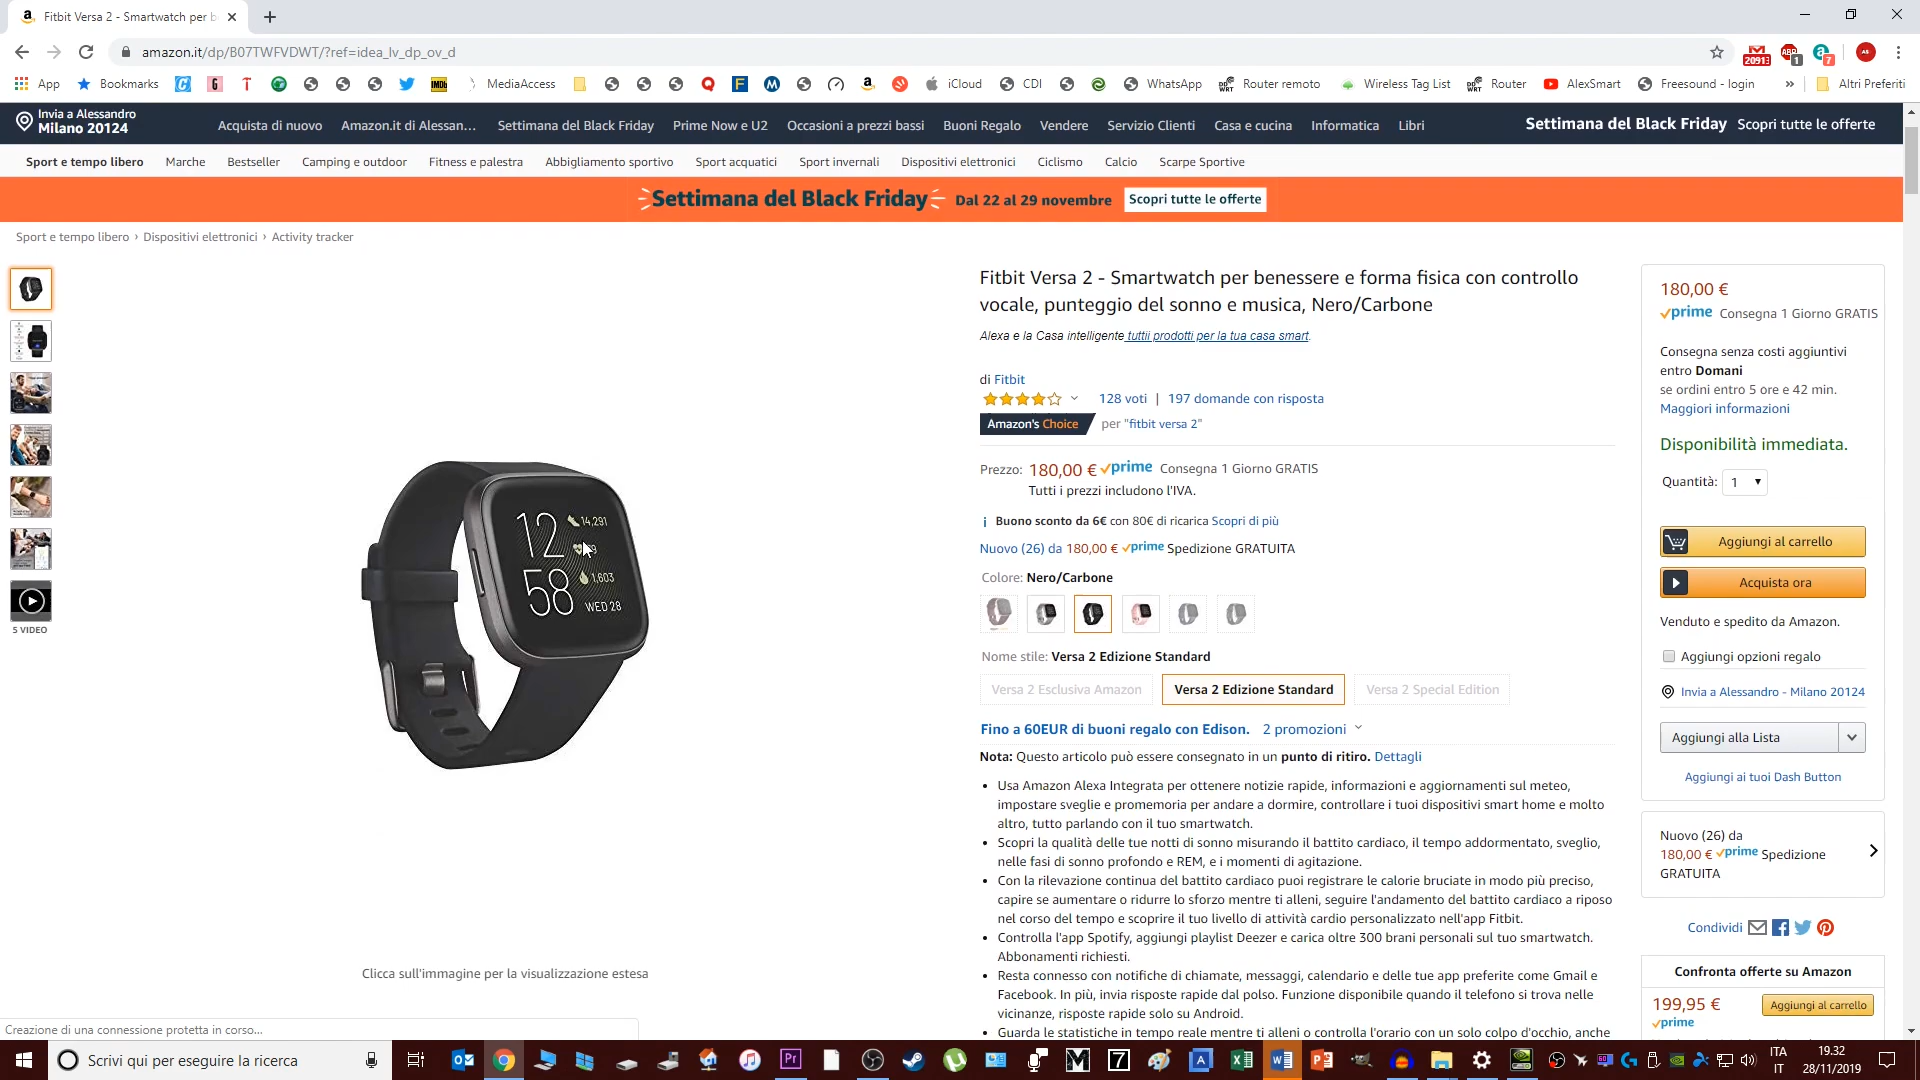 Fitbit Versa 2 - Smartwatch per b
amazon.it/dp/B07TWFVDWT/?ref=idea_lv_dp_ov_d
20913
ABP
1
7
App
Bookmarks
IMDb
MediaAccess
iCloud
CDI
WhatsApp
Router remoto
Wireless Tag List
Router
AlexSmart
Freesound - login
»
Altri Preferiti
Invia a Alessandro
Milano 20124
Acquista di nuovo Amazon.it di Alessan... Settimana del Black Friday Prime Now e U2 Occasioni a prezzi bassi Buoni Regalo Vendere Servizio Clienti Casa e cucina Informatica Libri
Settimana del Black Friday Scopri tutte le offerte
Sport e tempo libero Marche Bestseller Camping e outdoor Fitness e palestra Abbigliamento sportivo Sport acquatici Sport invernali Dispositivi elettronici Ciclismo Calcio Scarpe Sportive
Settimana del Black Friday Dal 22 al 29 novembre Scopri tutte le offerte
Sport e tempo libero › Dispositivi elettronici › Activity tracker
5 VIDEO
12
14,291
58
1,603
WED 28
Clicca sull'immagine per la visualizzazione estesa
Fitbit Versa 2 - Smartwatch per benessere e forma fisica con controllo
vocale, punteggio del sonno e musica, Nero/Carbone
Alexa e la Casa intelligente tuttii prodotti per la tua casa smart.
di Fitbit
128 voti | 197 domande con risposta
Amazon's Choice per "fitbit versa 2"
Prezzo: 180,00 € prime Consegna 1 Giorno GRATIS
Tutti i prezzi includono l'IVA.
i Buono sconto da 6€ con 80€ di ricarica Scopri di più
Nuovo (26) da 180,00 € prime Spedizione GRATUITA
Colore: Nero/Carbone
Nome stile: Versa 2 Edizione Standard
Versa 2 Esclusiva Amazon
Versa 2 Edizione Standard
Versa 2 Special Edition
Fino a 60EUR di buoni regalo con Edison. 2 promozioni
Nota: Questo articolo può essere consegnato in un punto di ritiro. Dettagli
• Usa Amazon Alexa Integrata per ottenere notizie rapide, informazioni e aggiornamenti sul meteo,
impostare sveglie e promemoria per andare a dormire, controllare i tuoi dispositivi smart home e molto
altro, tutto parlando con il tuo smartwatch.
• Scopri la qualità delle tue notti di sonno misurando il battito cardiaco, il tempo addormentato, sveglio,
nelle fasi di sonno profondo e REM, e i momenti di agitazione.
• Con la rilevazione continua del battito cardiaco puoi registrare le calorie bruciate in modo più preciso,
capire se aumentare o ridurre lo sforzo mentre ti alleni, seguire l'andamento del battito cardiaco a riposo
nel corso del tempo e scoprire il tuo livello di attività cardio personalizzato nell'app Fitbit.
• Controlla l'app Spotify, aggiungi playlist Deezer e carica oltre 300 brani personali sul tuo smartwatch.
Abbonamenti richiesti.
• Resta connesso con notifiche di chiamate, messaggi, calendario e delle tue app preferite come Gmail e
Facebook. In più, invia risposte rapide dal polso. Funzione disponibile quando il telefono si trova nelle
vicinanze, risposte rapide solo su Android.
• Guarda le statistiche in tempo reale mentre ti alleni o controlla l'orario con un solo colpo d'occhio, anche
180,00 €
prime Consegna 1 Giorno GRATIS
Consegna senza costi aggiuntivi
entro Domani
se ordini entro 5 ore e 42 min.
Maggiori informazioni
Disponibilità immediata.
Quantità: 1
Aggiungi al carrello
Acquista ora
Venduto e spedito da Amazon.
Aggiungi opzioni regalo
Invia a Alessandro - Milano 20124
Aggiungi alla Lista
Aggiungi ai tuoi Dash Button
Nuovo (26) da
180,00 € prime Spedizione
GRATUITA
Condividi
Confronta offerte su Amazon
199,95 €
Aggiungi al carrello
prime
Creazione di una connessione protetta in corso...
Scrivi qui per eseguire la ricerca
Pr
7
ITA
IT
19.32
28/11/2019